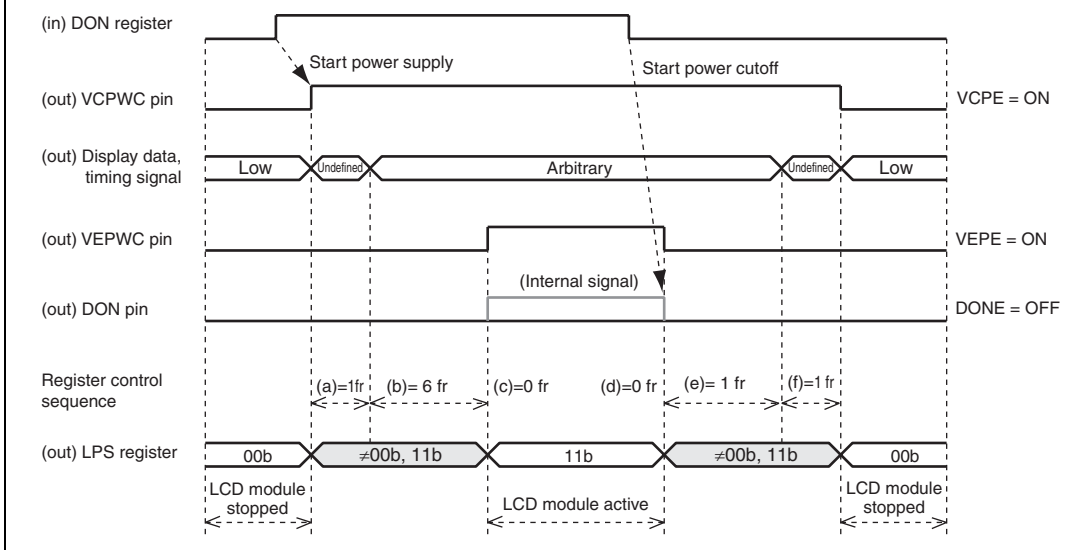 (in) DON register
Start power supply
Start power cutoff
(out) VCPWC pin
VCPE = ON
(out) Display data,
timing signal
Low
Undefined
Arbitrary
Undefined
Low
(out) VEPWC pin
VEPE = ON
(Internal signal)
(out) DON pin
DONE = OFF
Register control
sequence
(a)=1fr
(b)= 6 fr
(c)=0 fr
(d)=0 fr
(e)= 1 fr
(f)=1 fr
(out) LPS register
00b
≠00b, 11b
11b
≠00b, 11b
00b
LCD module
stopped
LCD module active
LCD module
stopped